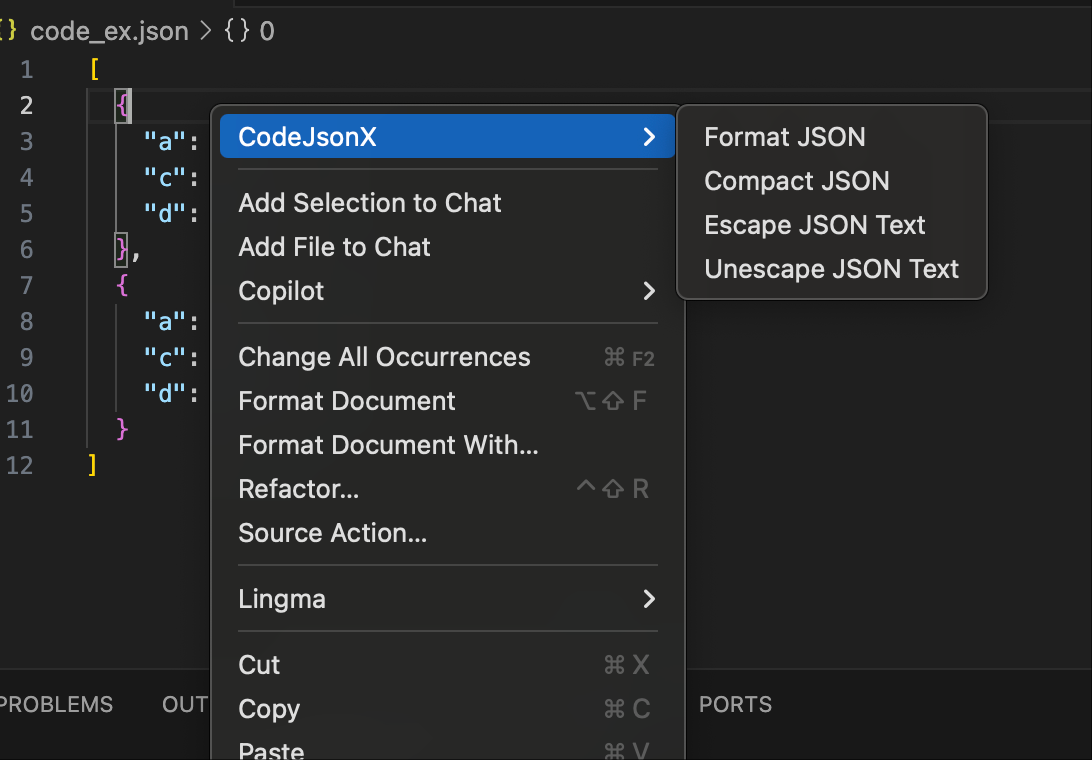 {} code_ex.json > {} 0
1 [
2 {
3 "a":
4 "c":
5 "d":
6 },
7 {
8 "a":
9 "c":
10 "d":
11 }
12 ]
CodeJsonX >
Format JSON
Compact JSON
Escape JSON Text
Unescape JSON Text
Add Selection to Chat
Add File to Chat
Copilot >
Change All Occurrences ⌘ F2
Format Document ⌥⇧ F
Format Document With...
Refactor... ^⇧ R
Source Action...
Lingma >
Cut ⌘ X
Copy ⌘ C
Paste ⌘ V
PROBLEMS OUT PORTS